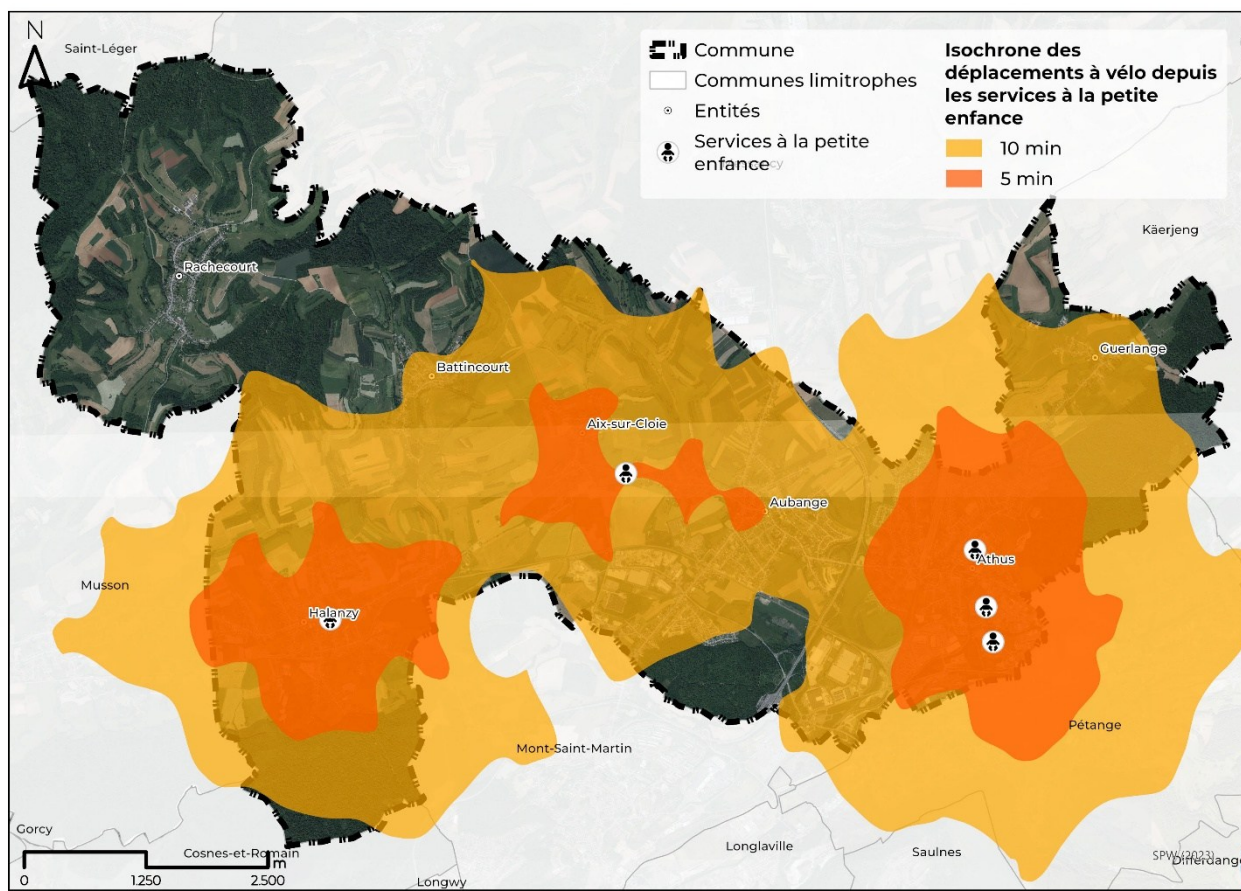 N
Saint-Léger
Commune
Communes limitrophes
Entités
Services à la petite
enfance
Isochrone des
déplacements à vélo depuis
les services à la petite
enfance
10 min
5 min
Käerjeng
Rachecourt
Guerlange
Battincourt
Aix-sur-Cloie
Aubange
Athus
Musson
Halanzy
Pétange
Mont-Saint-Martin
Gorcy
Cosnes-et-Romain
Longlaville
Saulnes
SPW (2023)
Differdange
m
0 1.250 2.500
Longwy